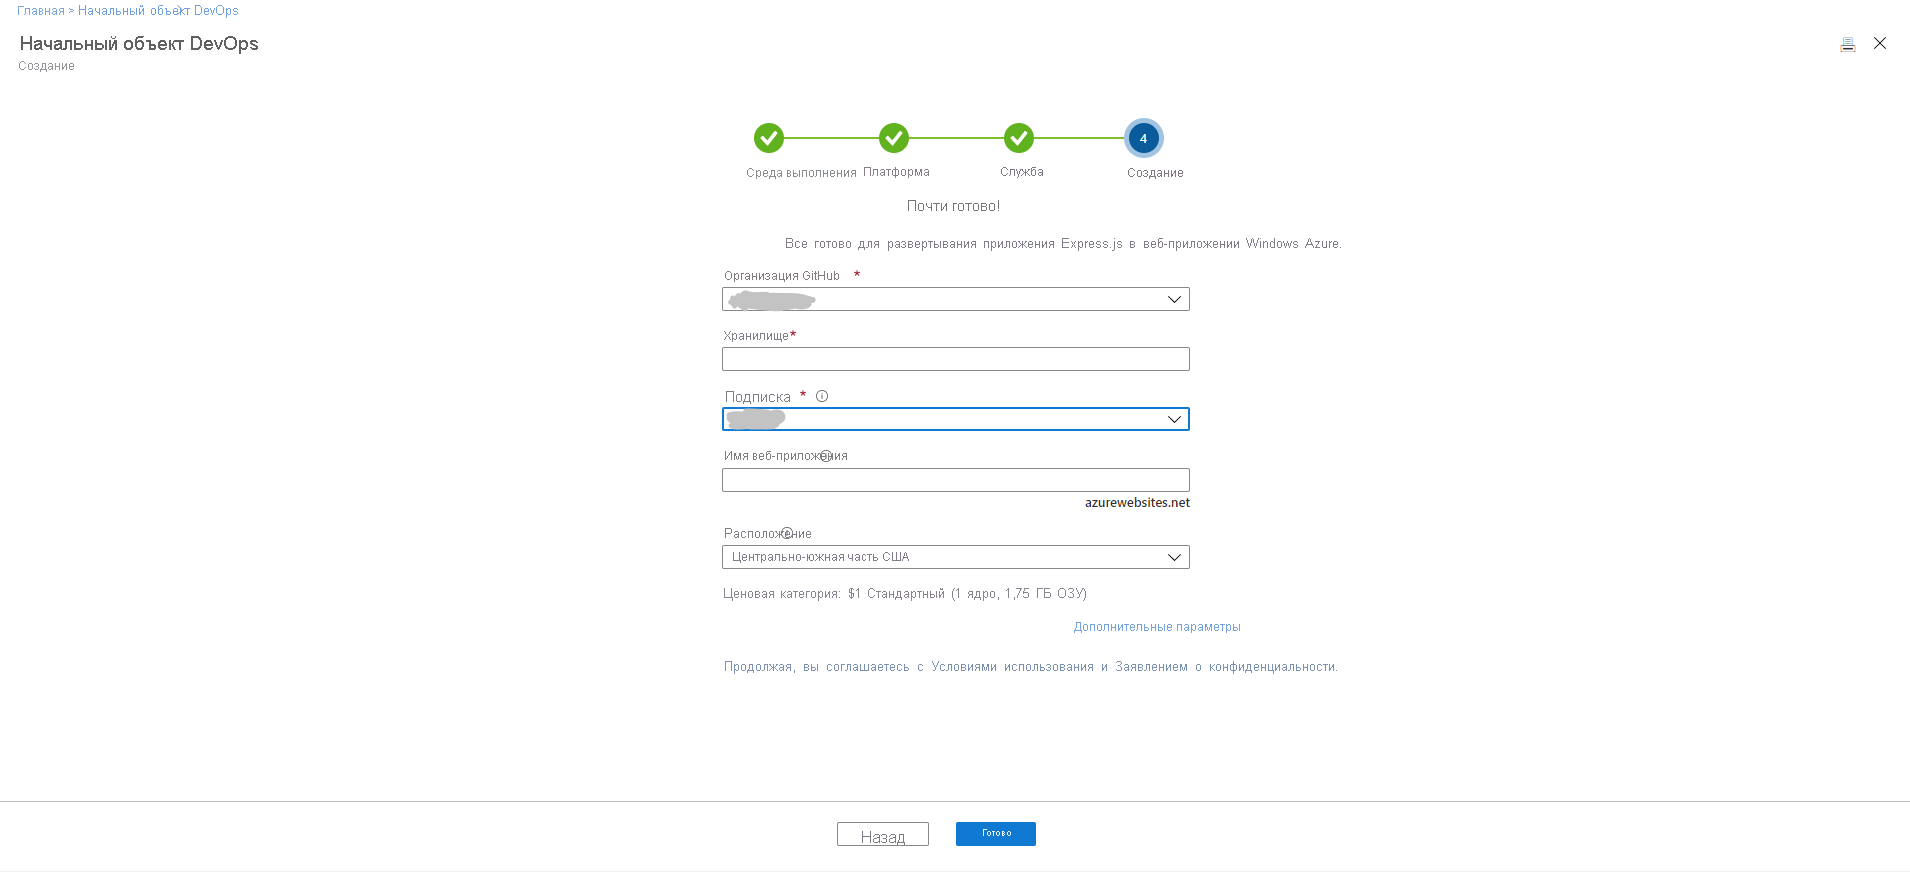 Главная > Начальный объект DevOps
Начальный объект DevOps
Создание
4
Среда выполнения Платформа Служба Создание
Почти готово!
Все готово для развертывания приложения Express.js в веб-приложении Windows Azure.
Организация GitHub *
Хранилище*
Подписка *
Имя веб-приложения
azurewebsites.net
Расположение
Центрально-южная часть США
Ценовая категория: $1 Стандартный (1 ядро, 1,75 ГБ ОЗУ)
Дополнительные параметры
Продолжая, вы соглашаетесь с Условиями использования и Заявлением о конфиденциальности.
Назад Готово